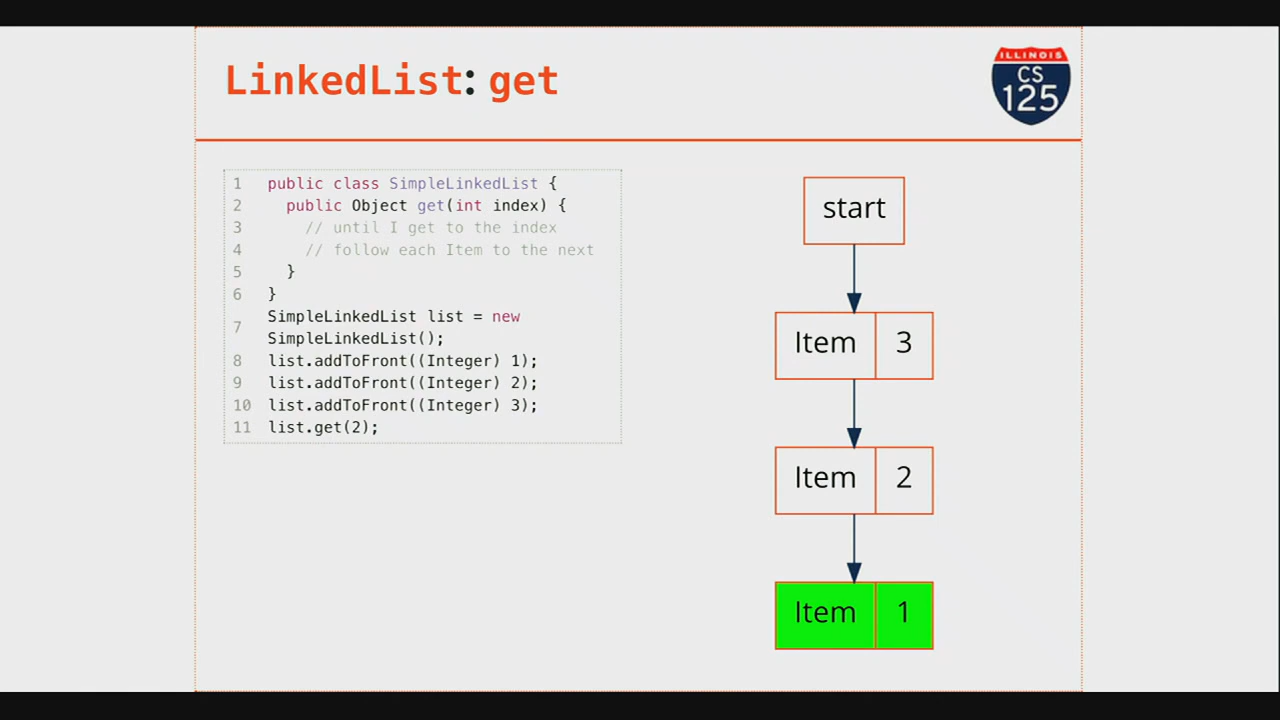 LinkedList: get
ILLINOIS
CS
125
1 public class SimpleLinkedList {
2 public Object get(int index) {
3 // until I get to the index
4 // follow each Item to the next
5 }
6 }
7 SimpleLinkedList list = new
SimpleLinkedList();
8 list.addToFront((Integer) 1);
9 list.addToFront((Integer) 2);
10 list.addToFront((Integer) 3);
11 list.get(2);
start
Item 3
Item 2
Item 1